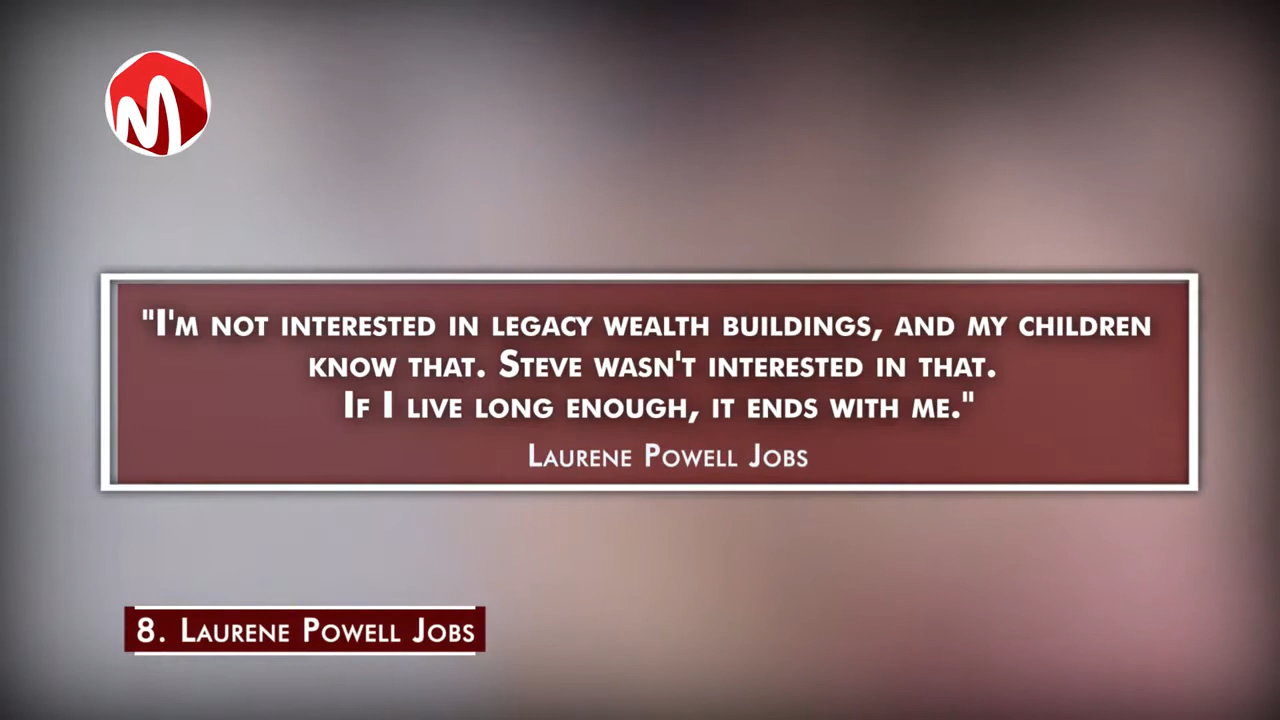 "I'm not interested in legacy wealth buildings, and my children
know that. Steve wasn't interested in that.
If I live long enough, it ends with me."
Laurene Powell Jobs
8. Laurene Powell Jobs